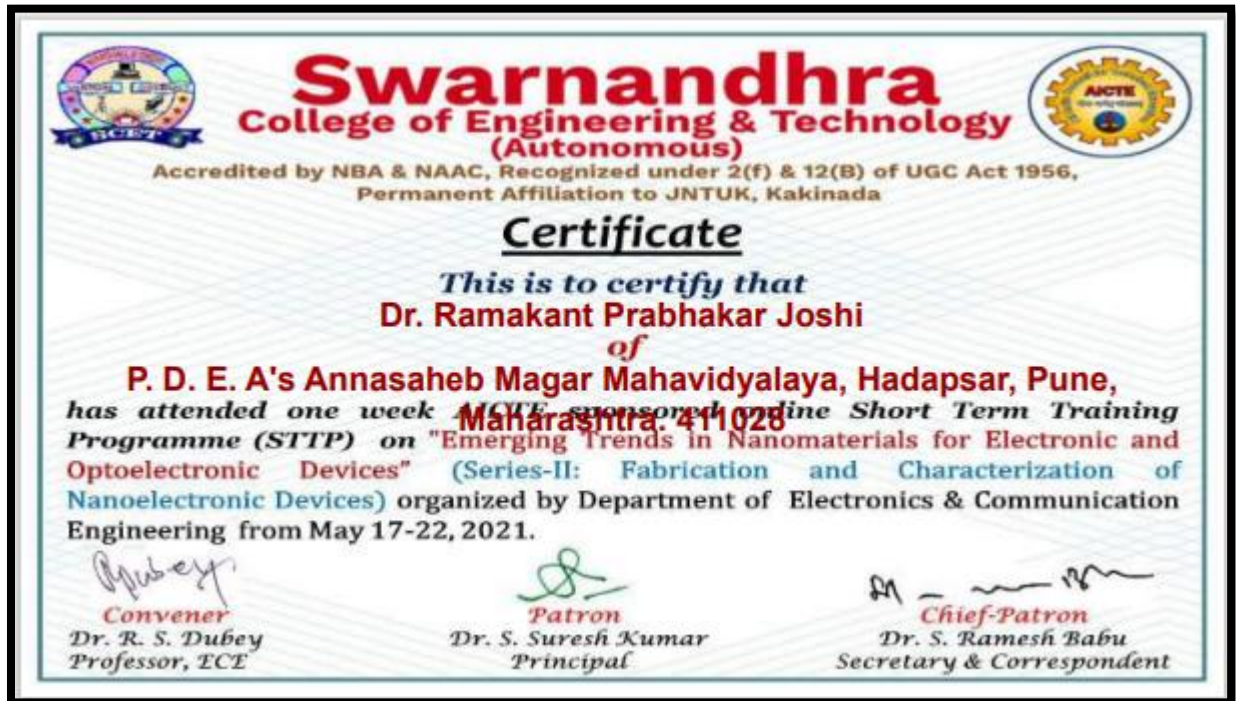 Swarnandhra
College of Engineering & Technology
(Autonomous)
Accredited by NBA & NAAC, Recognized under 2(f) & 12(B) of UGC Act 1956,
Permanent Affiliation to JNTUK, Kakinada
AICTE
Certificate
This is to certify that
Dr. Ramakant Prabhakar Joshi
of
P. D. E. A's Annasaheb Magar Mahavidyalaya, Hadapsar, Pune,
Maharashtra. 411028
has attended one week AICTE sponsored online Short Term Training
Programme (STTP) on "Emerging Trends in Nanomaterials for Electronic and
Optoelectronic Devices" (Series-II: Fabrication and Characterization of
Nanoelectronic Devices) organized by Department of Electronics & Communication
Engineering from May 17-22, 2021.
Convener
Dr. R. S. Dubey
Professor, ECE
Patron
Dr. S. Suresh Kumar
Principal
Chief-Patron
Dr. S. Ramesh Babu
Secretary & Correspondent